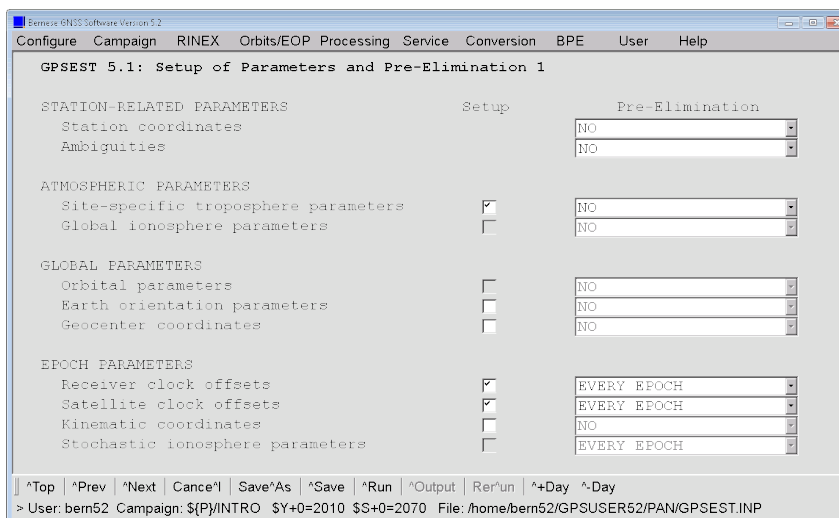 Bernese GNSS Software Version 5.2
Configure Campaign RINEX Orbits/EOP Processing Service Conversion BPE User Help
GPSEST 5.1: Setup of Parameters and Pre-Elimination 1
STATION-RELATED PARAMETERS Setup Pre-Elimination
Station coordinates NO
Ambiguities NO
ATMOSPHERIC PARAMETERS
Site-specific troposphere parameters NO
Global ionosphere parameters NO
GLOBAL PARAMETERS
Orbital parameters NO
Earth orientation parameters NO
Geocenter coordinates NO
EPOCH PARAMETERS
Receiver clock offsets EVERY EPOCH
Satellite clock offsets EVERY EPOCH
Kinematic coordinates NO
Stochastic ionosphere parameters EVERY EPOCH
^Top | ^Prev | ^Next | Cance^l | Save^As | ^Save | ^Run | ^Output | Rer^un | ^+Day ^-Day
> User: bern52 Campaign: ${P}/INTRO $Y+0=2010 $S+0=2070 File: /home/bern52/GPSUSER52/PAN/GPSEST.INP